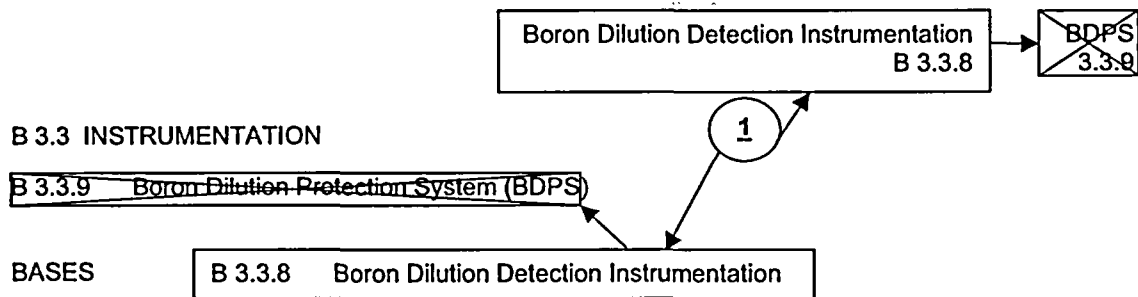 Boron Dilution Detection Instrumentation
B 3.3.8
BDPS
3.3.9
1
B 3.3 INSTRUMENTATION
B 3.3.9 Boron Dilution Protection System (BDPS)
BASES
B 3.3.8 Boron Dilution Detection Instrumentation